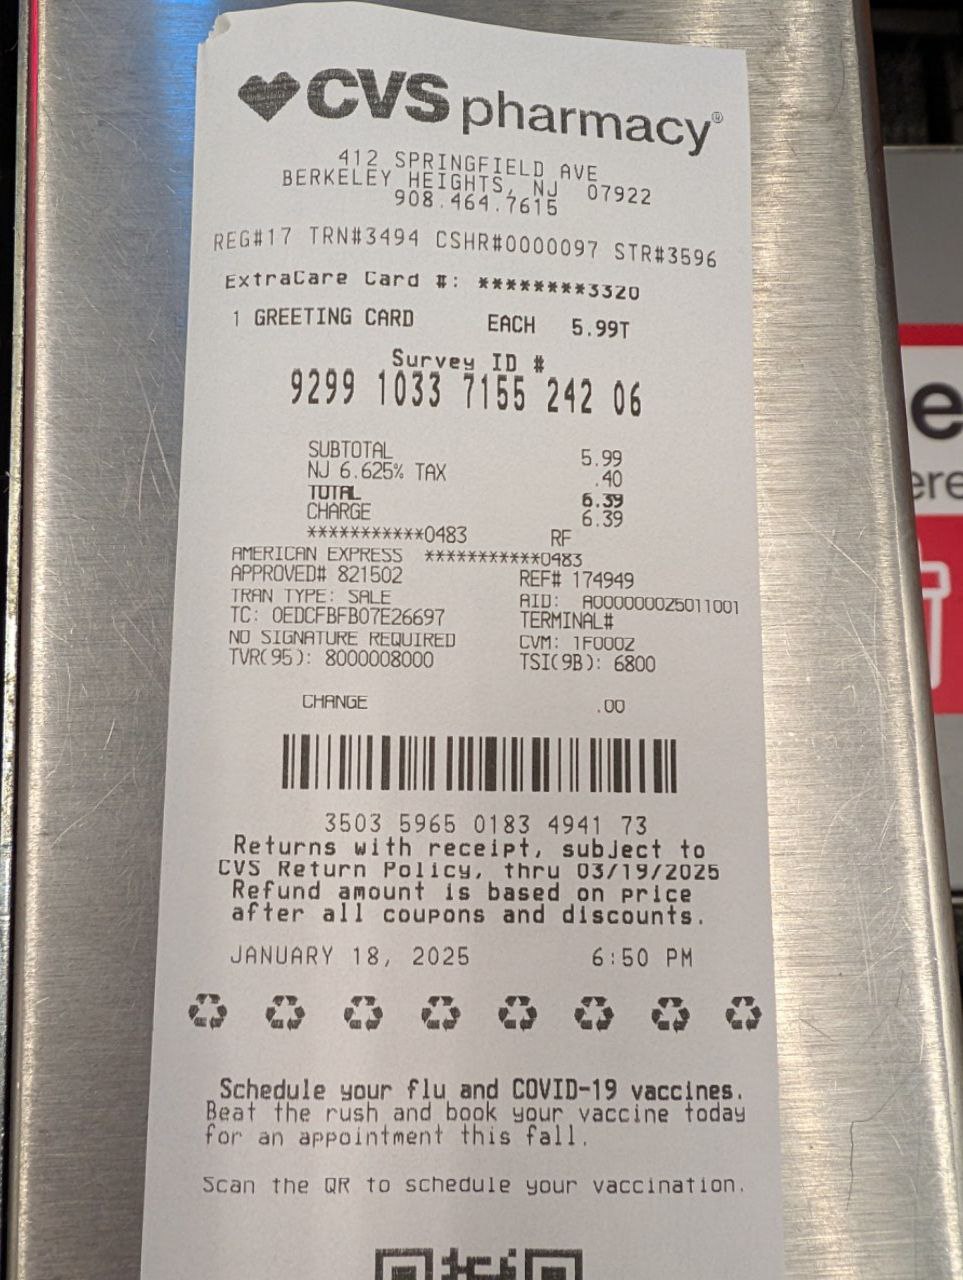 CVS pharmacy®
412 SPRINGFIELD AVE
BERKELEY HEIGHTS, NJ 07922
908.464.7615
REG#17 TRN#3494 CSHR#0000097 STR#3596
ExtraCare Card #: ********3320
1 GREETING CARD EACH 5.99T
Survey ID #
9299 1033 7155 242 06
SUBTOTAL 5.99
NJ 6.625% TAX .40
TOTAL 6.39
CHARGE 6.39
***********0483 RF
AMERICAN EXPRESS ***********0483
APPROVED# 821502 REF# 174949
TRAN TYPE: SALE AID: A000000025011001
TC: 0EDCFBFB07E26697 TERMINAL#
NO SIGNATURE REQUIRED CVM: 1F0002
TVR(95): 8000008000 TSI(9B): 6800
CHANGE .00
3503 5965 0183 4941 73
Returns with receipt, subject to
CVS Return Policy, thru 03/19/2025
Refund amount is based on price
after all coupons and discounts.
JANUARY 18, 2025 6:50 PM
Schedule your flu and COVID-19 vaccines.
Beat the rush and book your vaccine today
for an appointment this fall.
Scan the QR to schedule your vaccination.